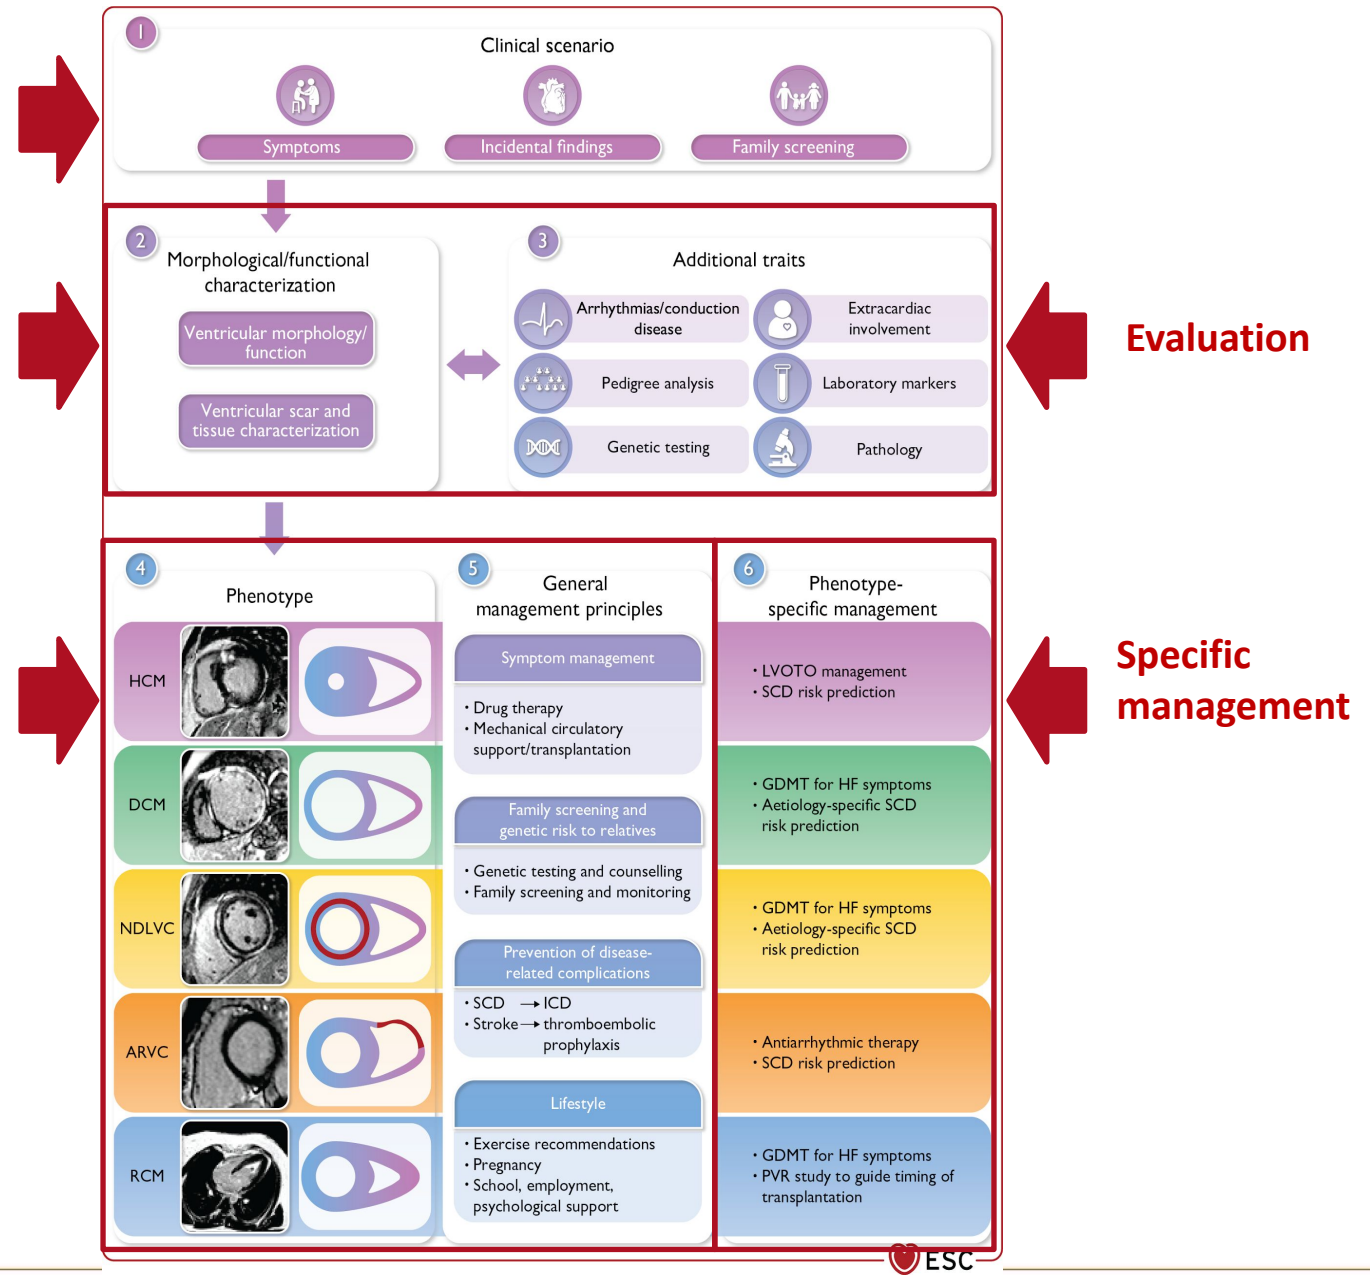 1
Clinical scenario
Symptoms
Incidental findings
Family screening
2
Morphological/functional
characterization
Ventricular morphology/
function
Ventricular scar and
tissue characterization
3
Additional traits
Arrhythmias/conduction
disease
Extracardiac
involvement
Pedigree analysis
Laboratory markers
Genetic testing
Pathology
Evaluation
4
Phenotype
HCM
DCM
NDLVC
ARVC
RCM
5
General
management principles
Symptom management
• Drug therapy
• Mechanical circulatory
support/transplantation
Family screening and
genetic risk to relatives
• Genetic testing and counselling
• Family screening and monitoring
Prevention of disease-
related complications
• SCD → ICD
• Stroke → thromboembolic
prophylaxis
Lifestyle
• Exercise recommendations
• Pregnancy
• School, employment,
psychological support
6
Phenotype-
specific management
• LVOTO management
• SCD risk prediction
• GDMT for HF symptoms
• Aetiology-specific SCD
risk prediction
• GDMT for HF symptoms
• Aetiology-specific SCD
risk prediction
• Antiarrhythmic therapy
• SCD risk prediction
• GDMT for HF symptoms
• PVR study to guide timing of
transplantation
Specific
management
ESC